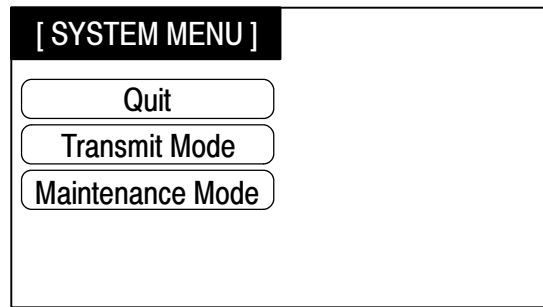 [ SYSTEM MENU ]
Quit
Transmit Mode
Maintenance Mode